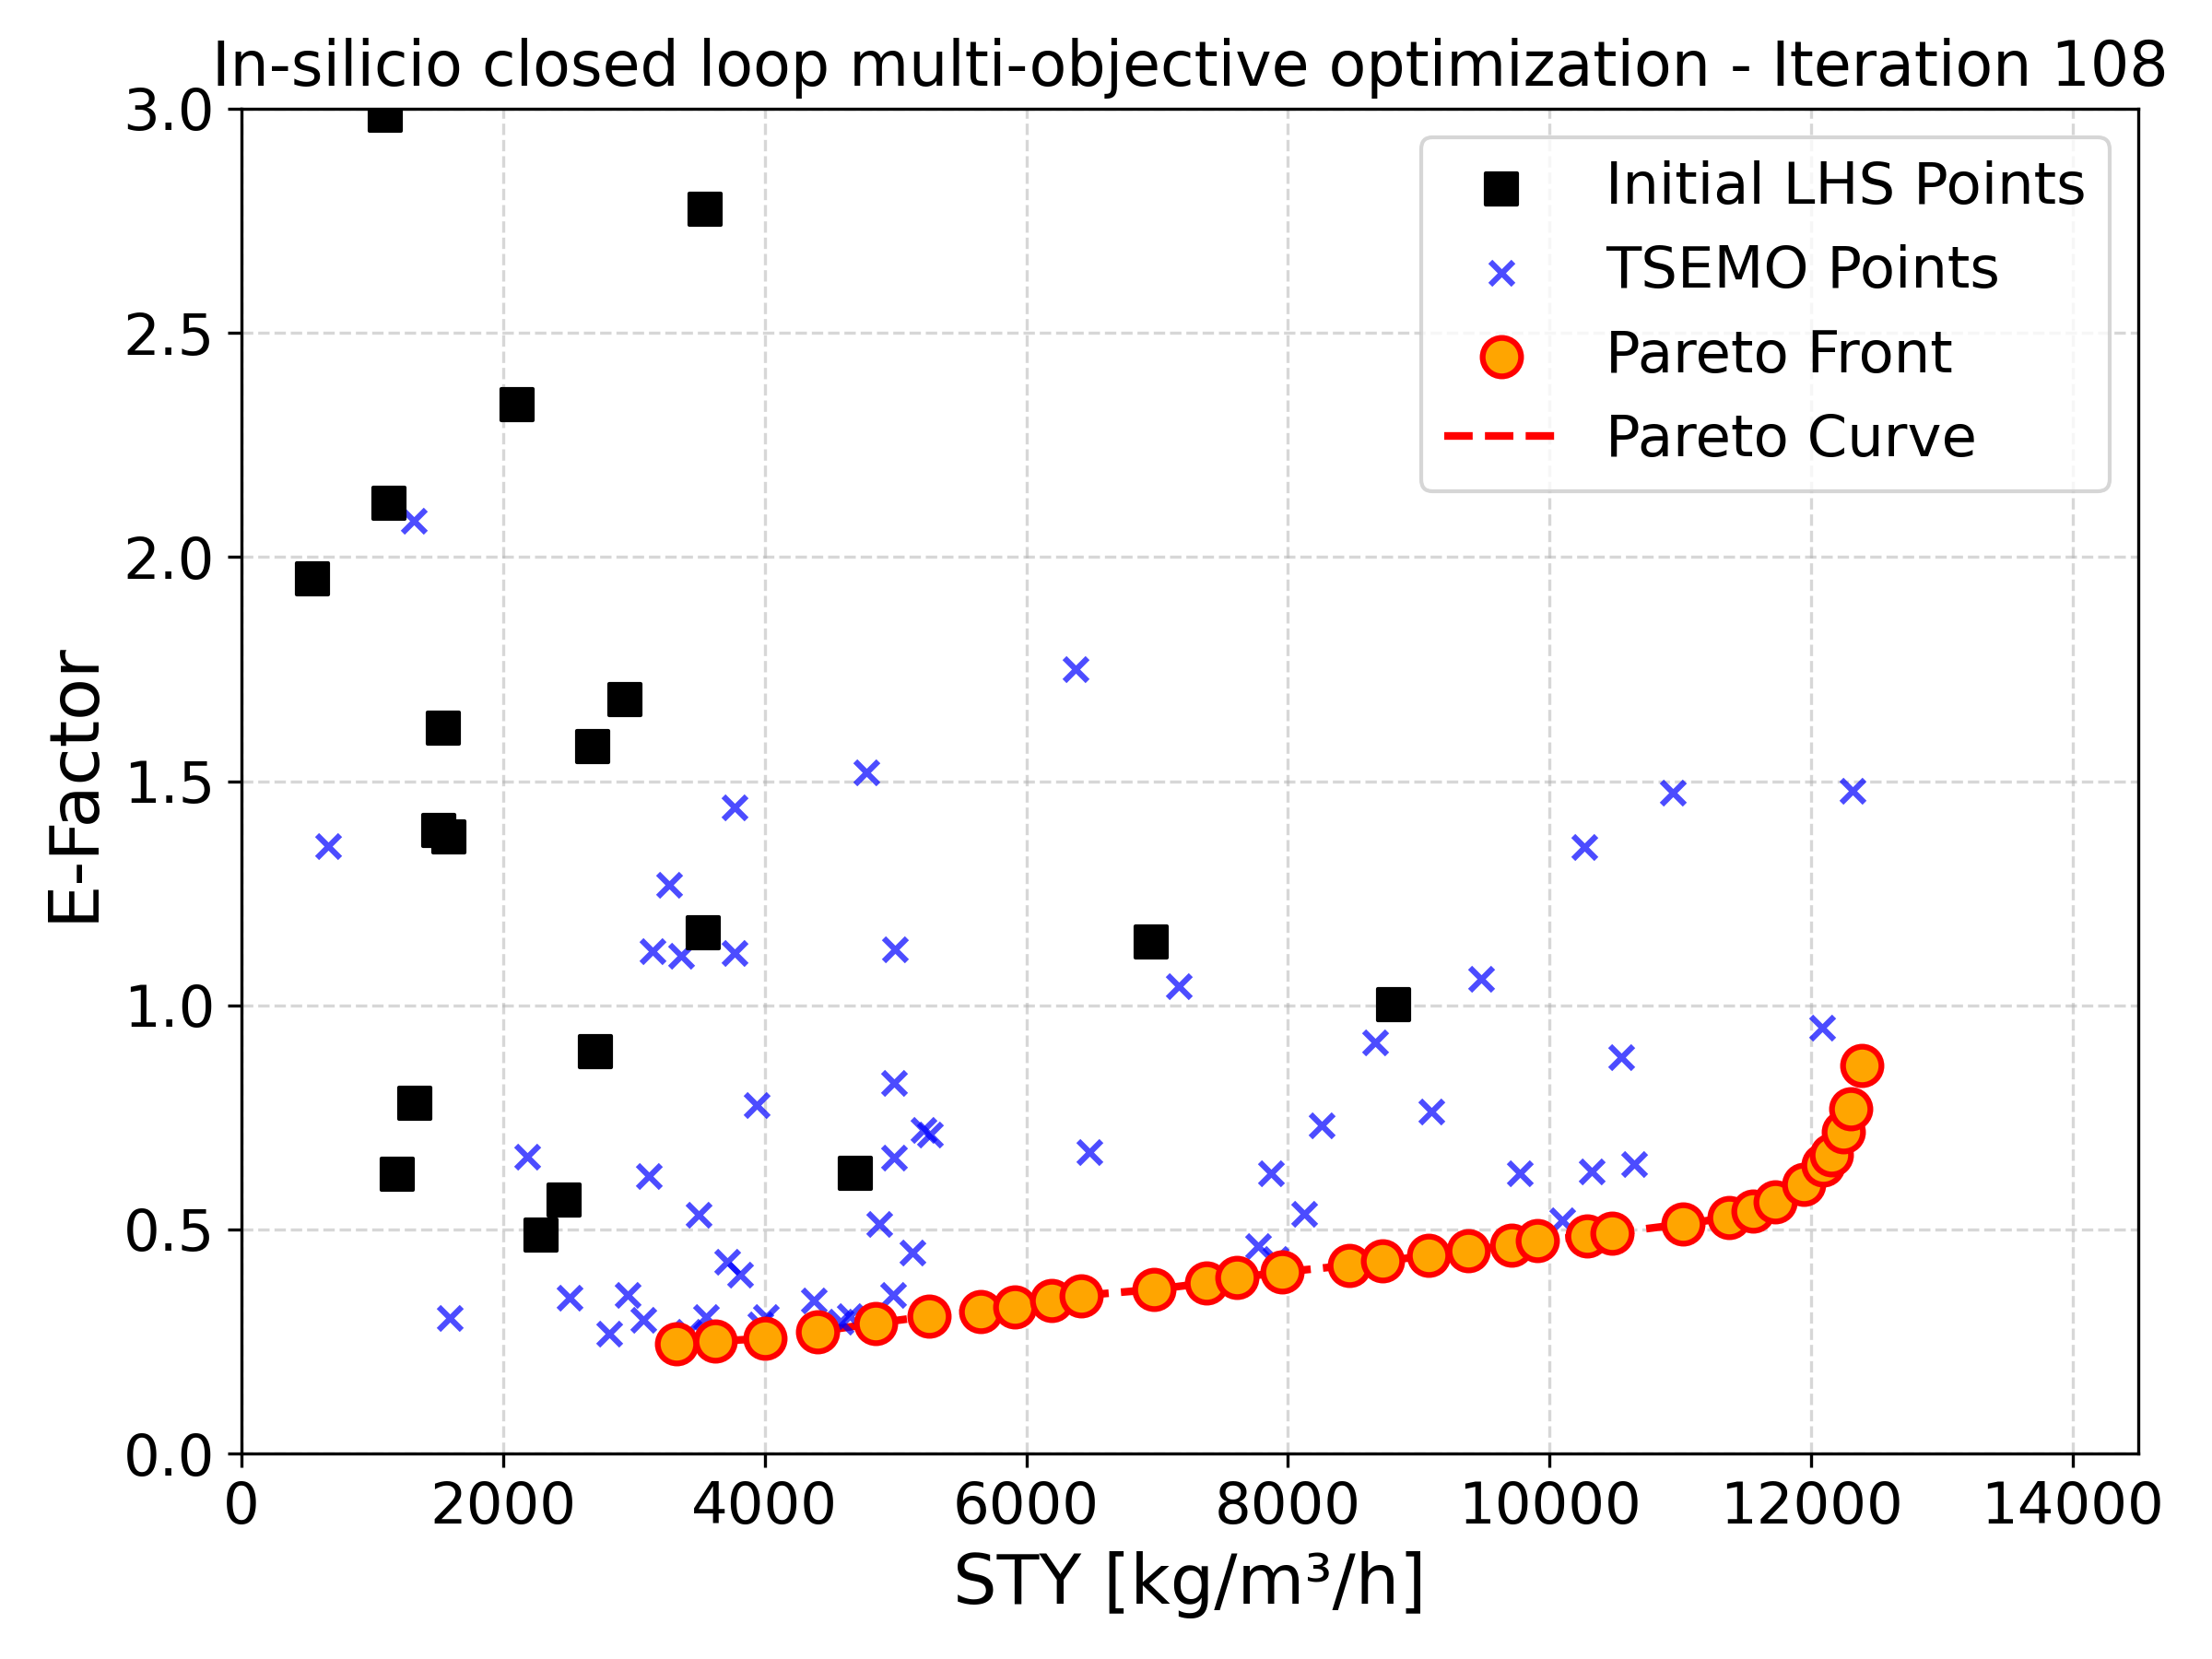 In-silicio closed loop multi-objective optimization - Iteration 108
Initial LHS Points
TSEMO Points
Pareto Front
Pareto Curve
E-Factor
3.0
2.5
2.0
1.5
1.0
0.5
0.0
0 2000 4000 6000 8000 10000 12000 14000
STY [kg/m³/h]